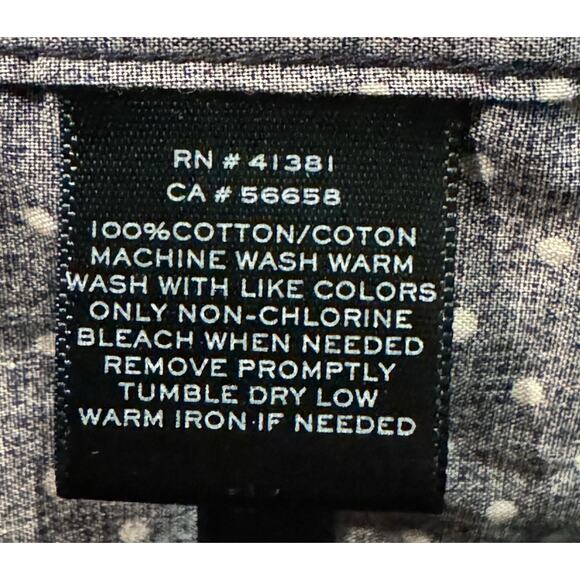 RN # 41381
CA # 56658
100%COTTON/COTON
MACHINE WASH WARM
WASH WITH LIKE COLORS
ONLY NON-CHLORINE
BLEACH WHEN NEEDED
REMOVE PROMPTLY
TUMBLE DRY LOW
WARM IRON IF NEEDED